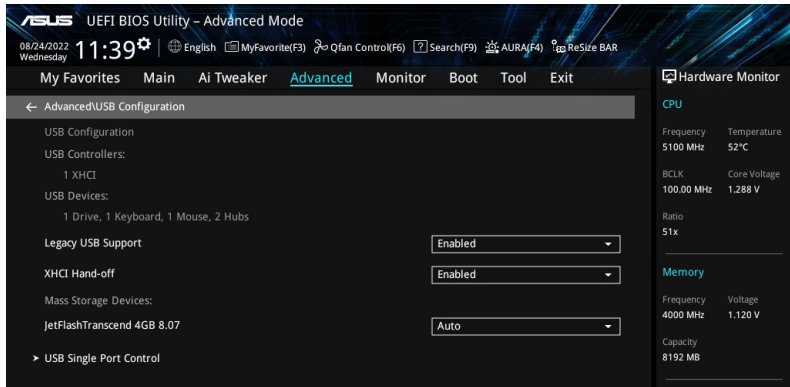 ASUS UEFI BIOS Utility – Advanced Mode
08/24/2022 Wednesday 11:39 English MyFavorite(F3) Qfan Control(F6) ? Search(F9) AURA(F4) ReSize BAR
My Favorites Main Ai Tweaker Advanced Monitor Boot Tool Exit
Hardware Monitor
← Advanced\USB Configuration
USB Configuration
USB Controllers:
1 XHCI
USB Devices:
1 Drive, 1 Keyboard, 1 Mouse, 2 Hubs
Legacy USB Support Enabled
XHCI Hand-off Enabled
Mass Storage Devices:
JetFlashTranscend 4GB 8.07 Auto
USB Single Port Control
CPU
Frequency Temperature
5100 MHz 52°C
BCLK Core Voltage
100.00 MHz 1.288 V
Ratio
51x
Memory
Frequency Voltage
4000 MHz 1.120 V
Capacity
8192 MB